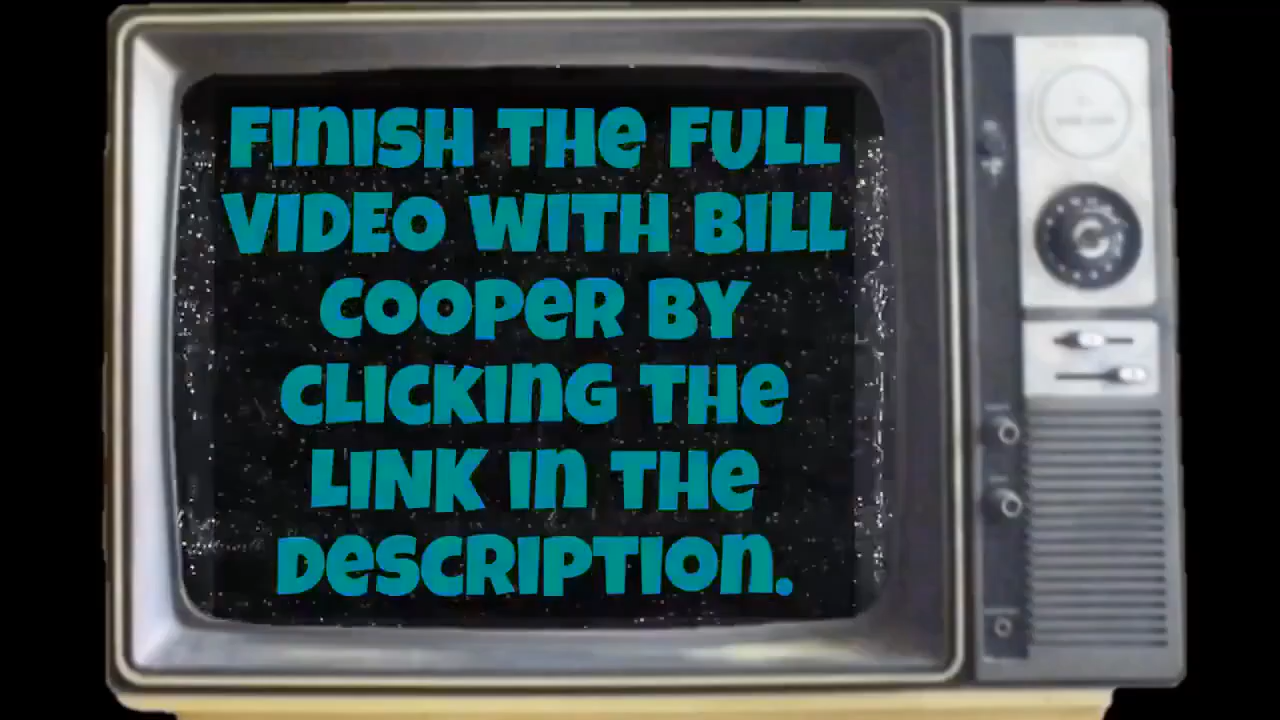 Finish the Full
Video with Bill
Cooper by
clicking the
link in the
description.